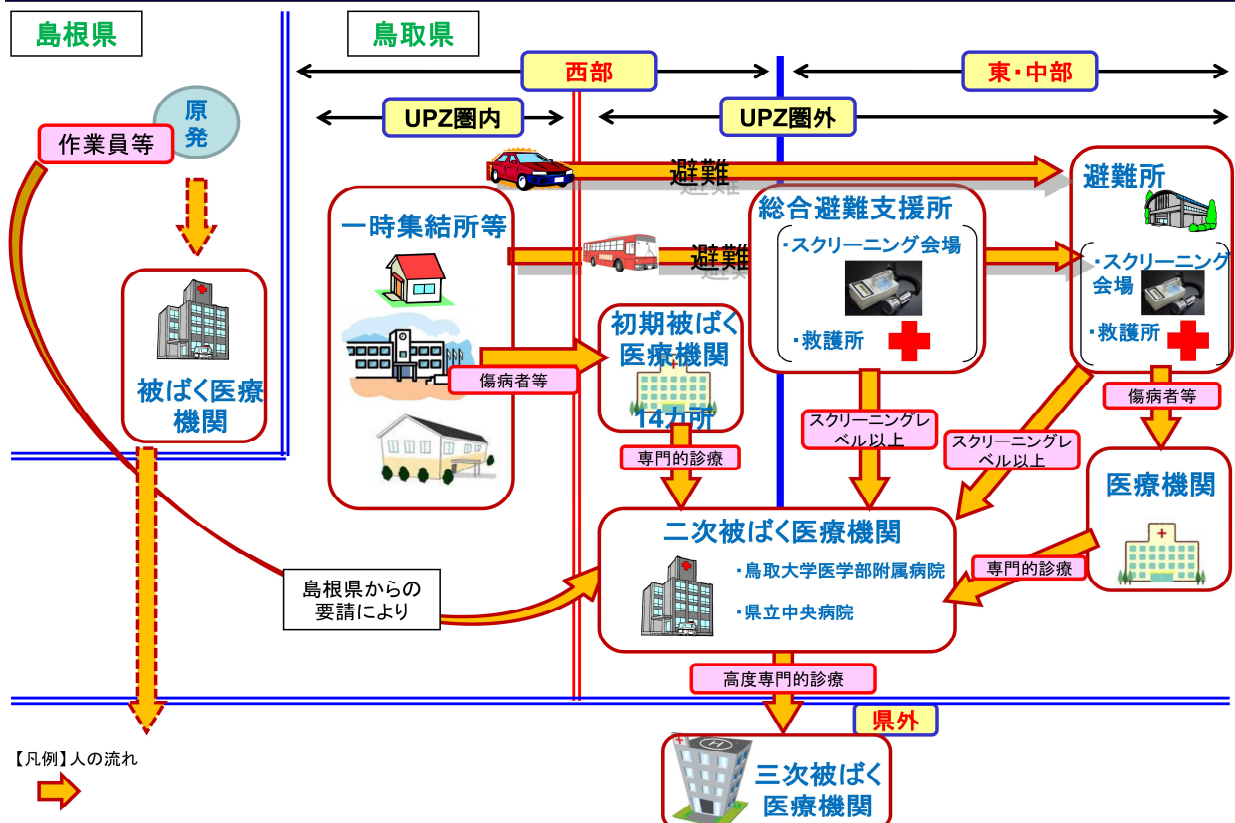 島根県
鳥取県
西部
東・中部
UPZ圏内
UPZ圏外
原
発
作業員等
避難
避難所
一時集結所等
総合避難支援所
・スクリーニング会場
避難
・スクリーニング
会場
・救護所
・救護所
初期被ばく
医療機関
14カ所
傷病者等
被ばく医療
機関
傷病者等
スクリーニングレ
ベル以上
スクリーニングレ
ベル以上
専門的診療
医療機関
二次被ばく医療機関
・鳥取大学医学部附属病院
・県立中央病院
専門的診療
島根県からの
要請により
高度専門的診療
県外
【凡例】人の流れ
三次被ばく
医療機関
H